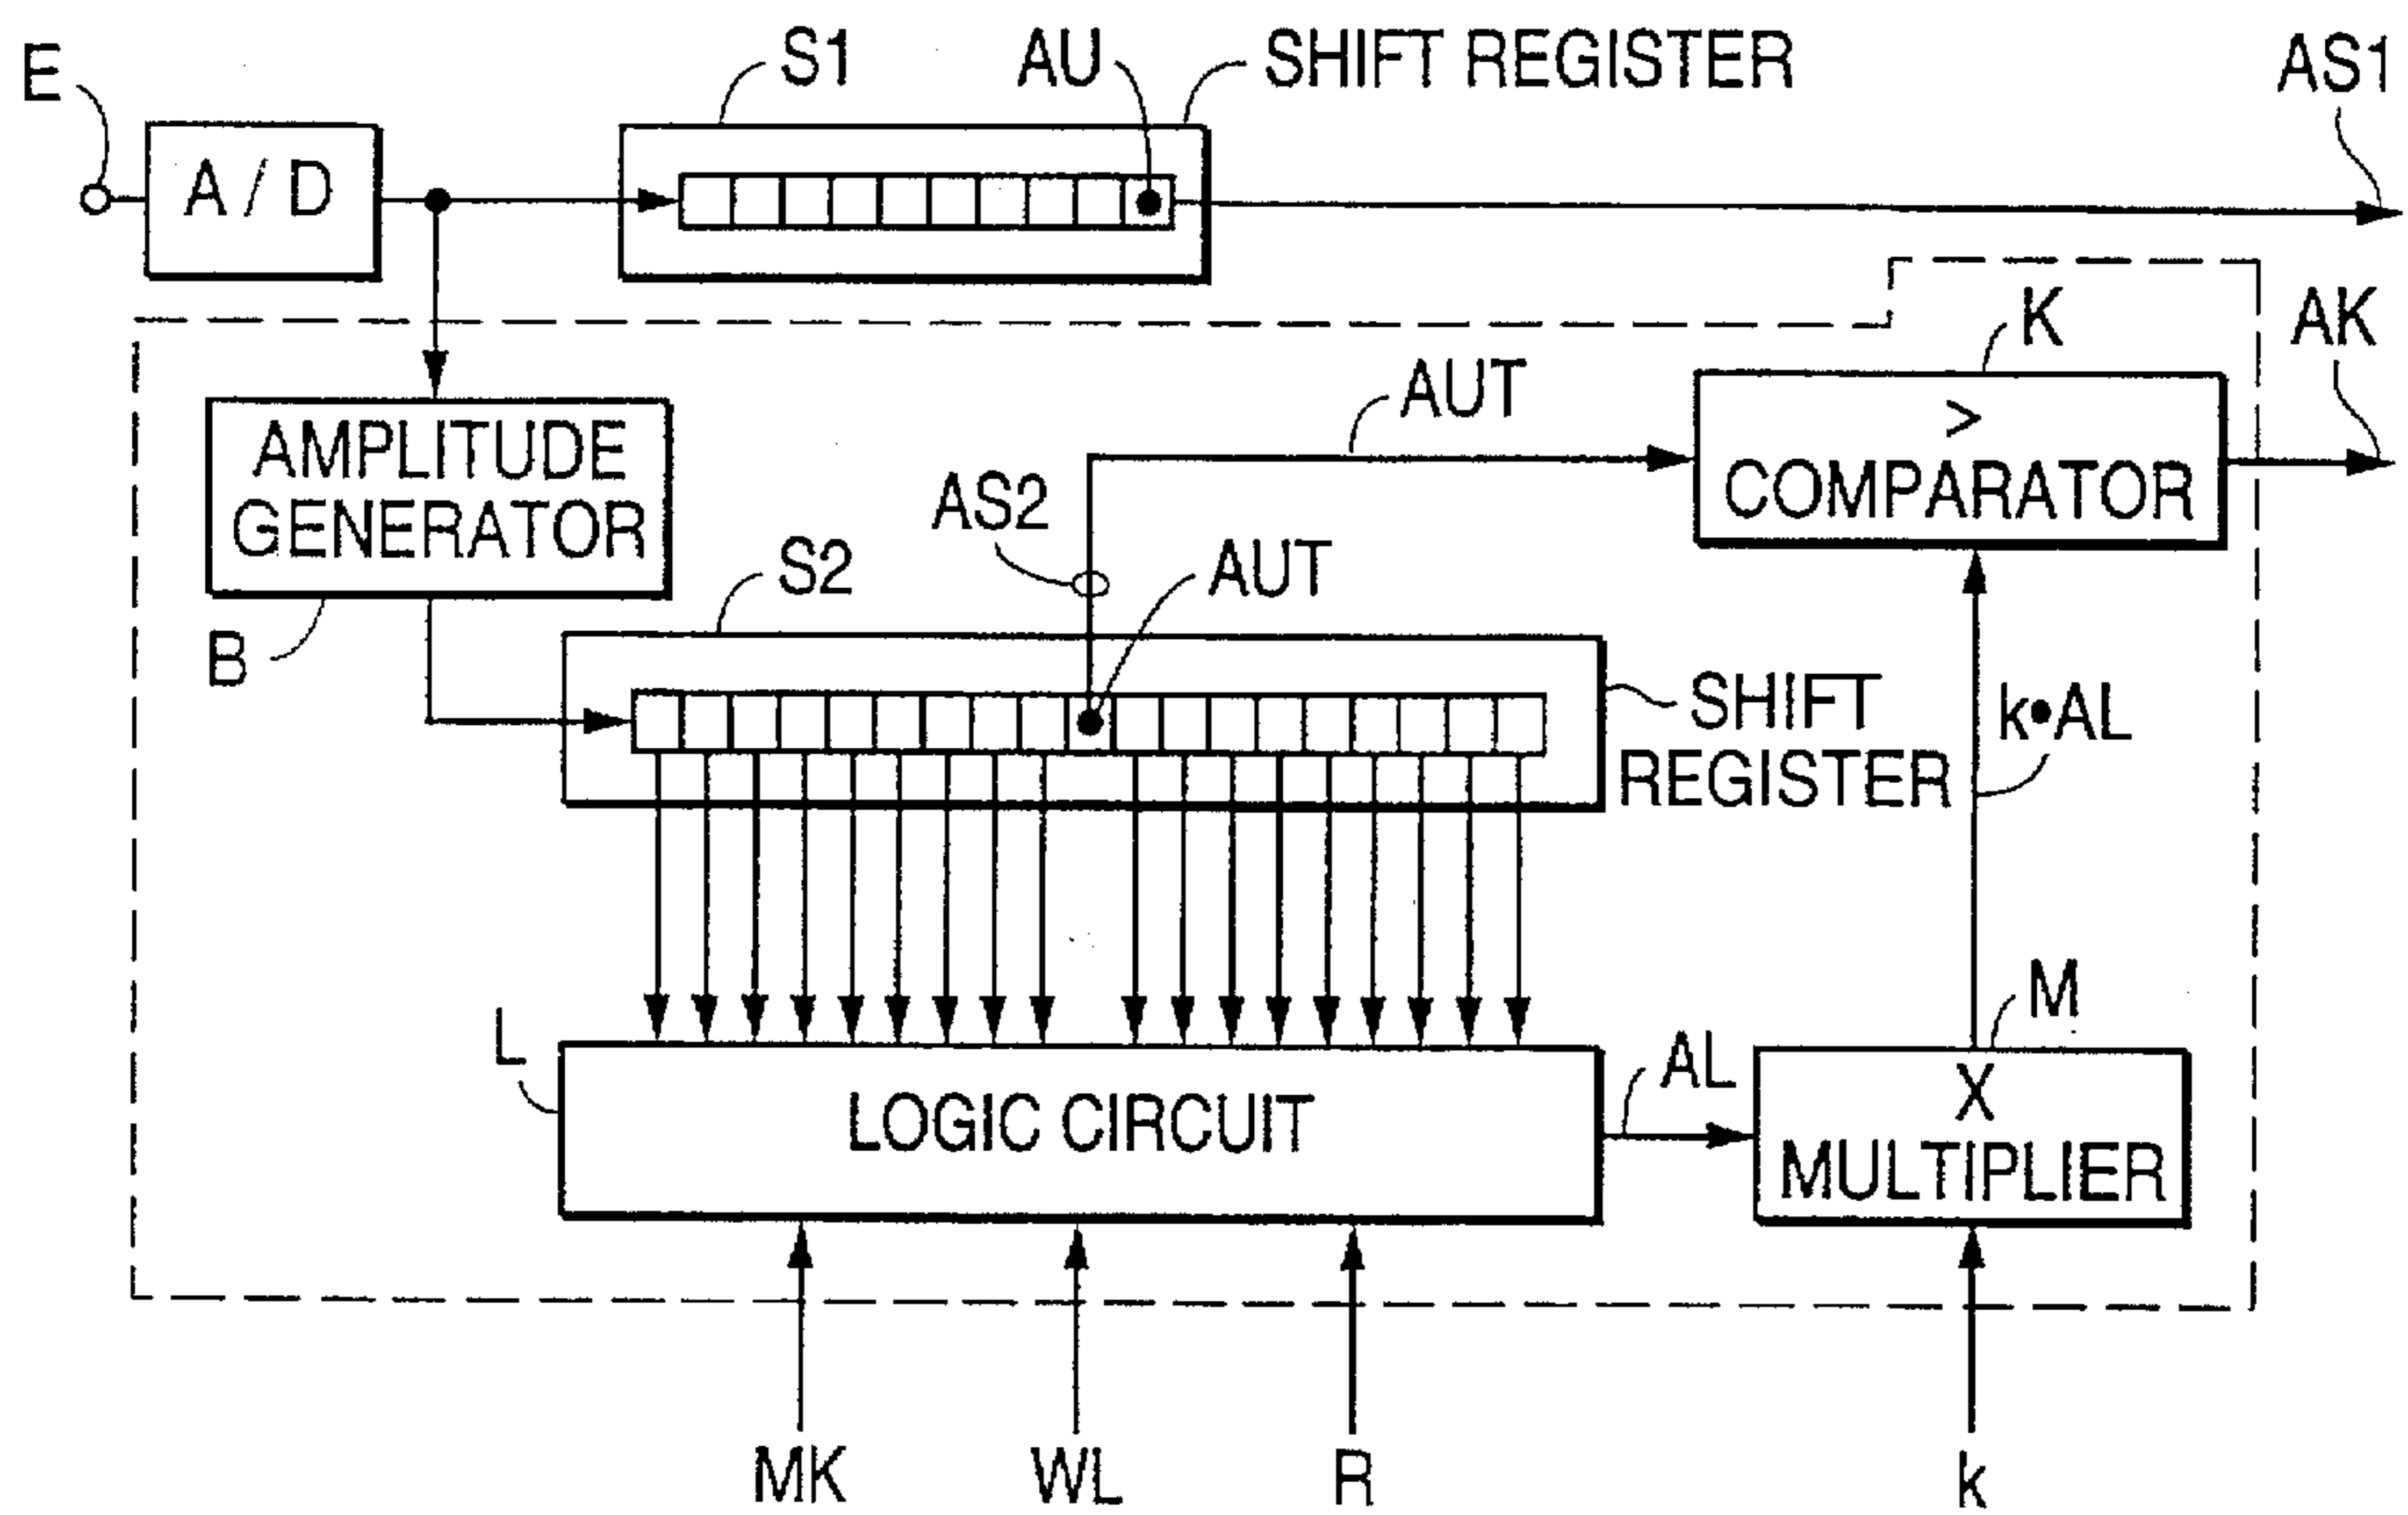 E
S1
AU
SHIFT REGISTER
AS1
A / D
K
AK
AUT
AMPLITUDE
GENERATOR
>
COMPARATOR
AS2
S2
AUT
B
SHIFT
REGISTER
k•AL
M
L
AL
LOGIC CIRCUIT
X
MULTIPLIER
MK
WL
R
k